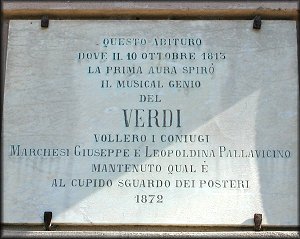 QUESTO ABITURO
DOVE IL 10 OTTOBRE 1813
LA PRIMA AURA SPIRÒ
IL MUSICAL GENIO
DEL
VERDI
VOLLERO I CONIUGI
MARCHESI GIUSEPPE E LEOPOLDINA PALLAVICINO
MANTENUTO QUAL È
AL CUPIDO SGUARDO DEI POSTERI
1872